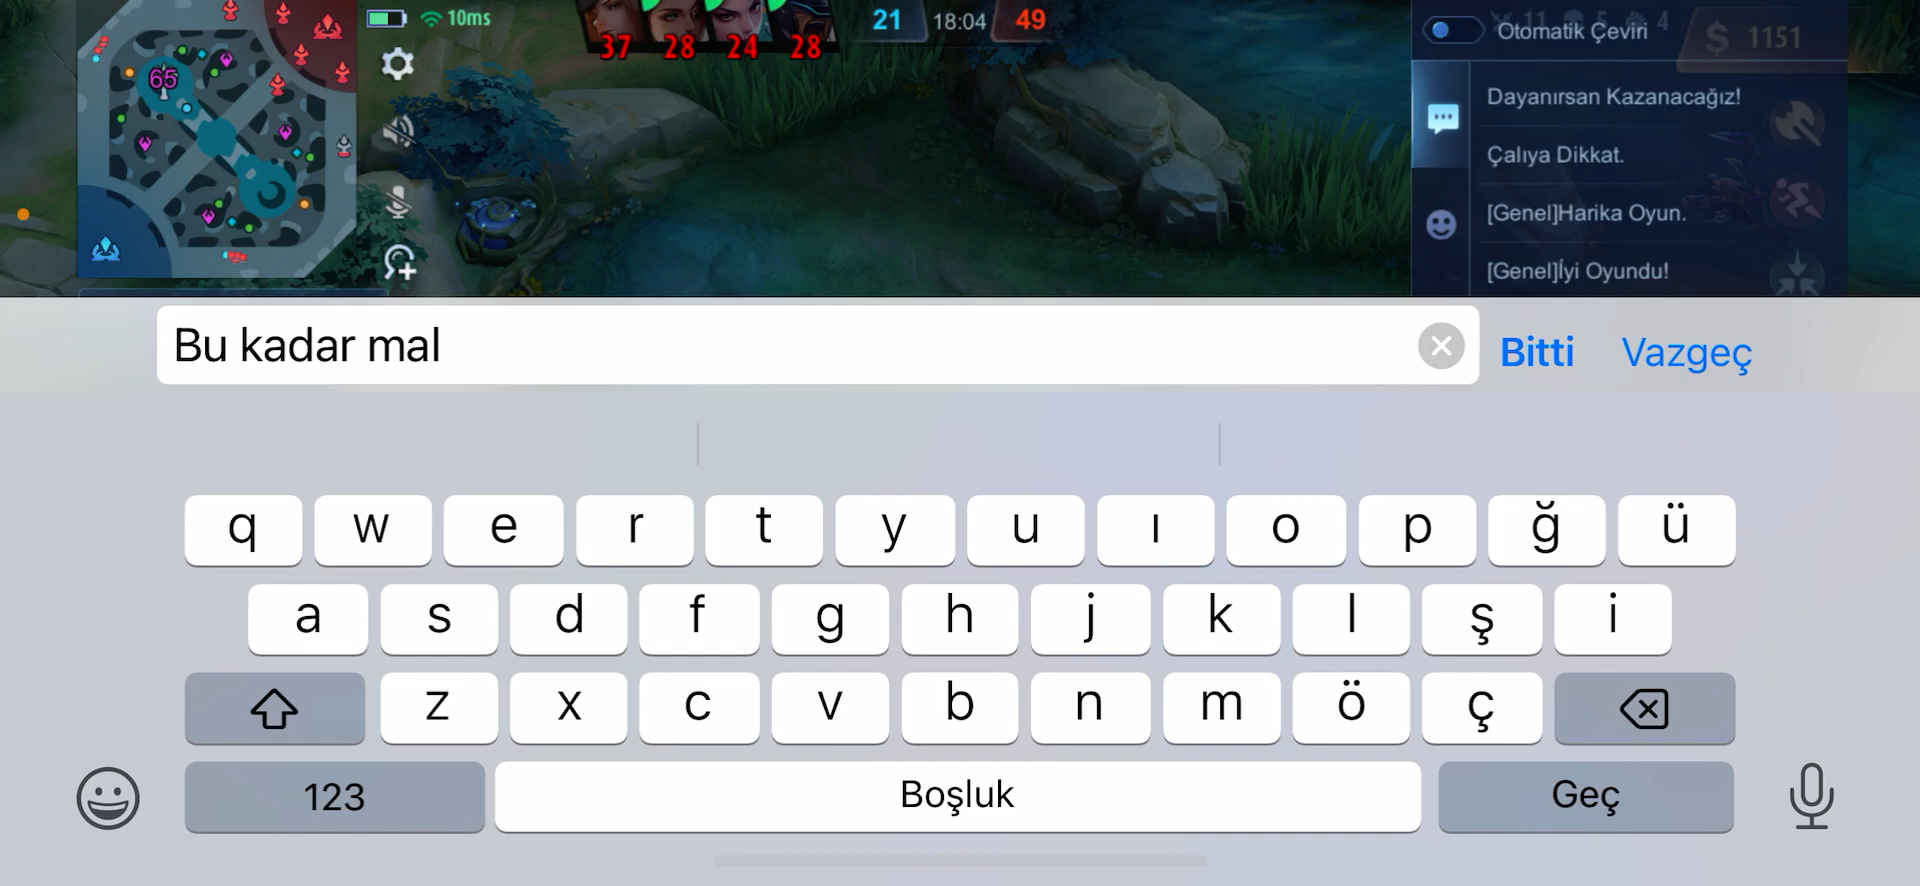 10ms
37 28 24 28
21 18:04 49
65
Otomatik Çeviri
1151
Dayanırsan Kazanacağız!
Çalıya Dikkat.
[Genel]Harika Oyun.
[Genel]İyi Oyundu!
Bu kadar mal
Bitti Vazgeç
q w e r t y u ı o p ğ ü
a s d f g h j k l ş i
z x c v b n m ö ç
123 Boşluk Geç